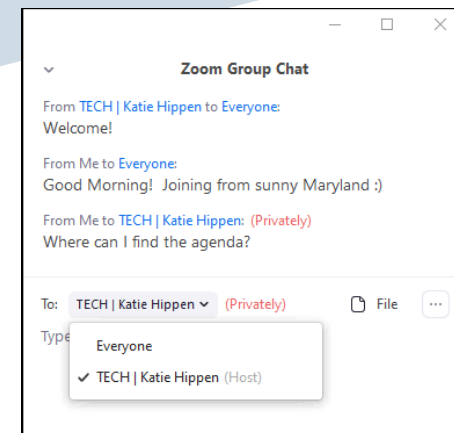 Zoom Group Chat
From TECH | Katie Hippen to Everyone:
Welcome!
From Me to Everyone:
Good Morning!  Joining from sunny Maryland :)
From Me to TECH | Katie Hippen: (Privately)
Where can I find the agenda?
To: TECH | Katie Hippen (Privately) File ...
Type
Everyone
✓ TECH | Katie Hippen (Host)